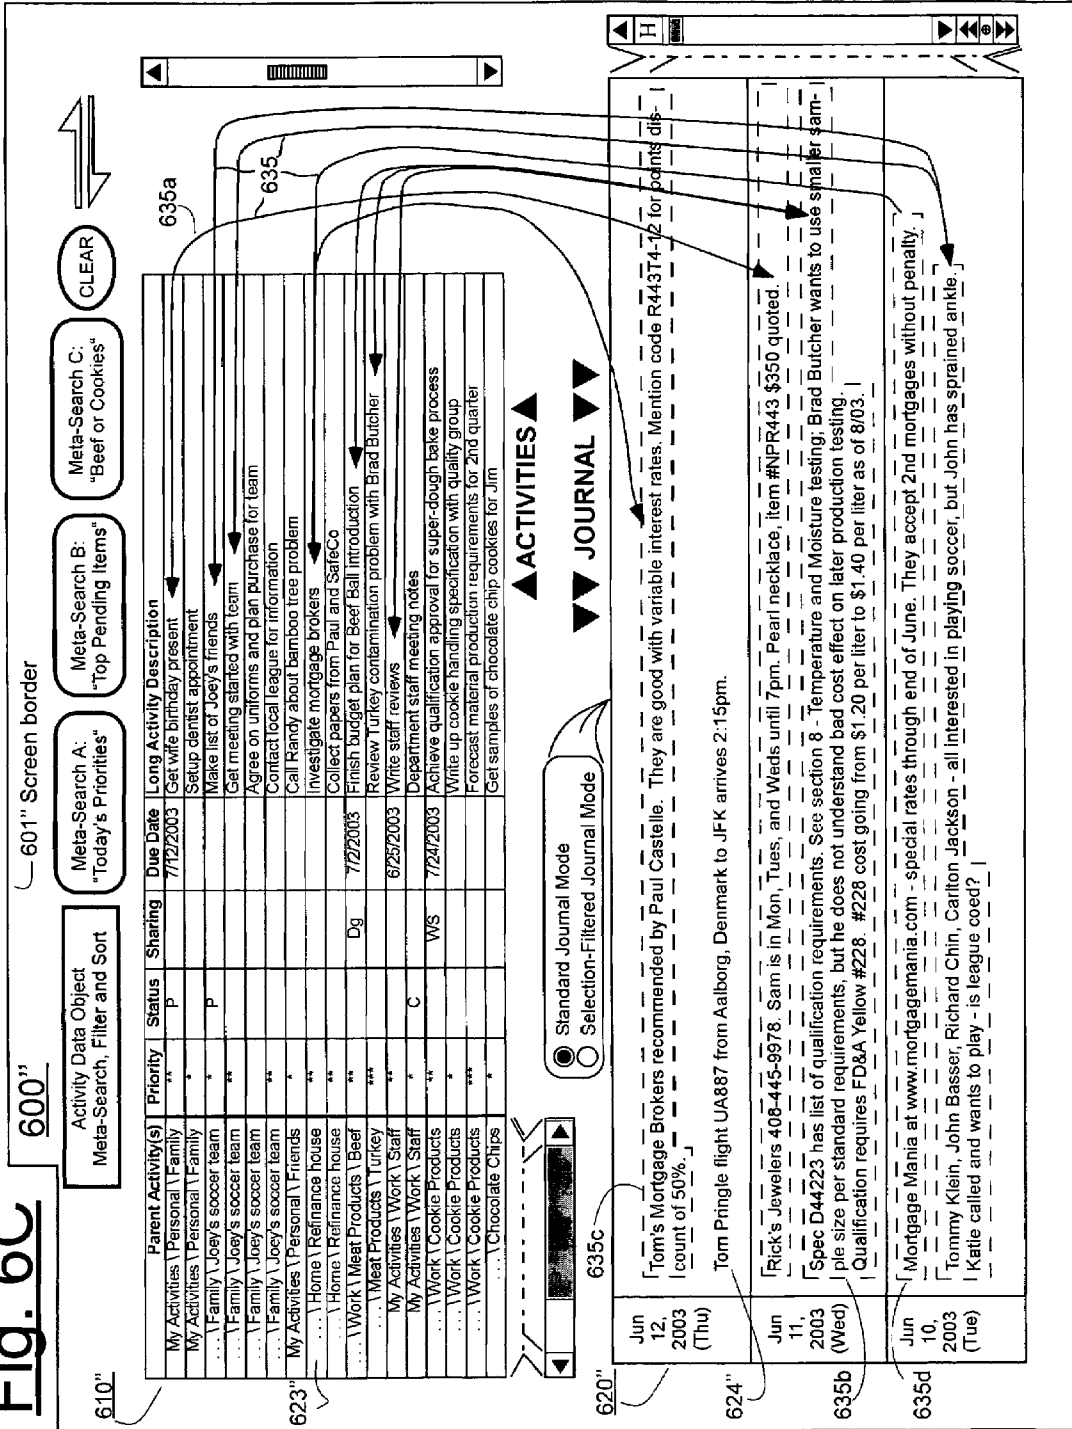 Fig. 6C
600"
601" Screen border
Activity Data Object
Meta-Search, Filter and Sort
Meta-Search A:
"Today's Priorities"
Meta-Search B:
"Top Pending Items"
Meta-Search C:
"Beef or Cookies"
CLEAR
610"
635a
635
623"
Parent Activity(s) Priority Status Sharing Due Date Long Activity Description
My Activities \ Personal \ Family ** P 7/12/2003 Get wife birthday present
My Activities \ Personal \ Family * Setup dentist appointment
. . . \ Family \ Joey's soccer team * P Make list of Joey's friends
. . . \ Family \ Joey's soccer team ** Get meeting started with team
. . . \ Family \ Joey's soccer team Agree on uniforms and plan purchase for team
. . . \ Family \ Joey's soccer team ** Contact local league for information
My Activities \ Personal \ Friends * Call Randy about bamboo tree problem
. . . \ Home \ Refinance house ** Investigate mortgage brokers
. . . \ Home \ Refinance house ** Collect papers from Paul and SafeCo
. . . \ Work \ Meat Products \ Beef ** Dg 7/2/2003 Finish budget plan for Beef Ball introduction
. . . \ Meat Products \ Turkey *** Review Turkey contamination problem with Brad Butcher
My Activities \ Work \ Staff ** 6/25/2003 Write staff reviews
My Activities \ Work \ Staff * C Department staff meeting notes
. . . \ Work \ Cookie Products ** WS 7/24/2003 Achieve qualification approval for super-dough bake process
. . . \ Work \ Cookie Products * Write up cookie handling specification with quality group
. . . \ Work \ Cookie Products *** Forecast material production requirements for 2nd quarter
. . . \ Chocolate Chips * Get samples of chocolate chip cookies for Jim
ACTIVITIES
JOURNAL
Standard Journal Mode
Selection-Filtered Journal Mode
635c
620"
624"
635b
635d
H
Jun
12,
2003
(Thu)
Tom's Mortgage Brokers recommended by Paul Castelle. They are good with variable interest rates. Mention code R443T4-12 for points dis-
count of 50%.
Tom Pringle flight UA887 from Aalborg, Denmark to JFK arrives 2:15pm.
Jun
11,
2003
(Wed)
Rick's Jewelers 408-445-9978. Sam is in Mon, Tues, and Weds until 7pm. Pearl necklace, item #NPR443 $350 quoted.
Spec D44223 has list of qualification requirements. See section 8 - Temperature and Moisture testing; Brad Butcher wants to use smaller sam-
ple size per standard requirements, but he does not understand bad cost effect on later production testing.
Qualification requires FD&A Yellow #228. #228 cost going from $1.20 per liter to $1.40 per liter as of 8/03.
Jun
10,
2003
(Tue)
Mortgage Mania at www.mortgagemania.com - special rates through end of June. They accept 2nd mortgages without penalty.
Tommy Klein, John Basser, Richard Chin, Carlton Jackson - all interested in playing soccer, but John has sprained ankle.
Katie called and wants to play - is league coed?